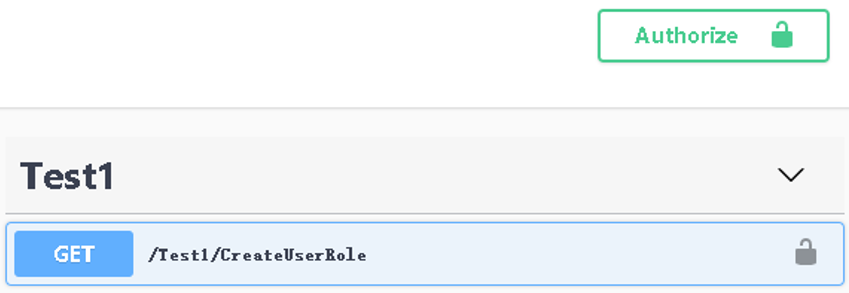 Authorize
Test1
GET /Test1/CreateUserRole